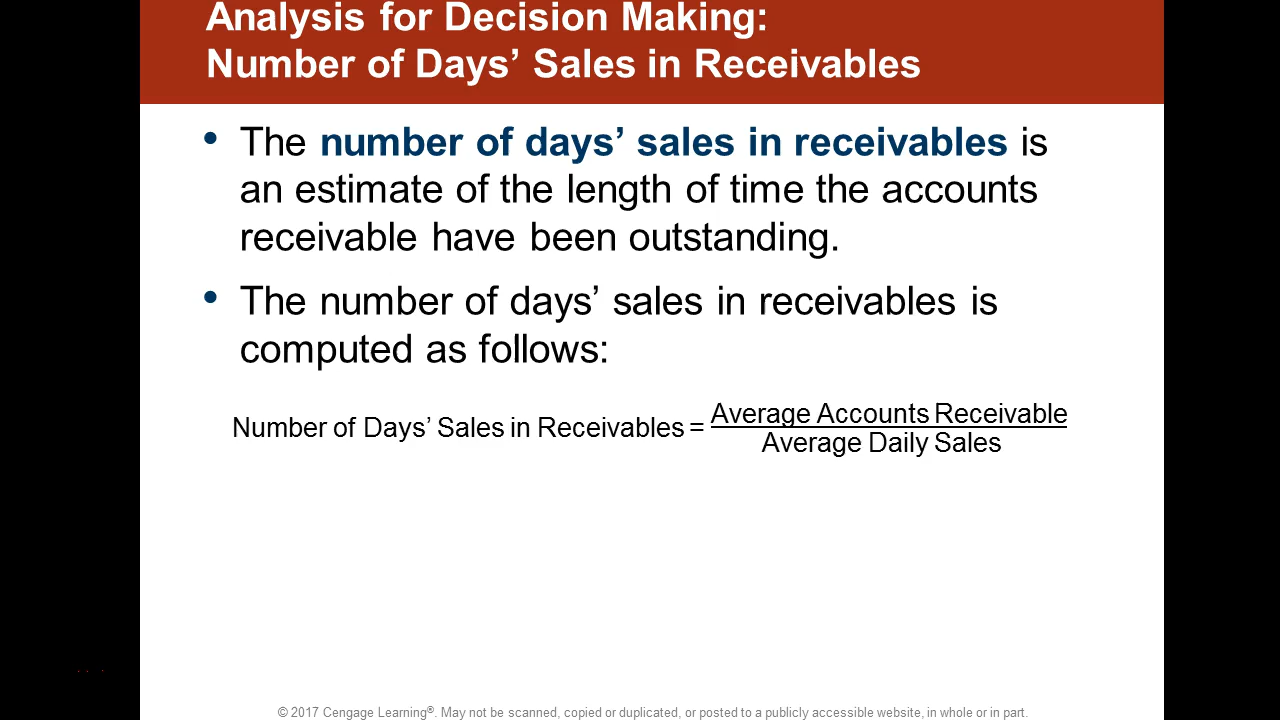 Analysis for Decision Making:
Number of Days’ Sales in Receivables
• The number of days’ sales in receivables is
an estimate of the length of time the accounts
receivable have been outstanding.
• The number of days’ sales in receivables is
computed as follows:
Number of Days’ Sales in Receivables = Average Accounts Receivable
Average Daily Sales
© 2017 Cengage Learning®. May not be scanned, copied or duplicated, or posted to a publicly accessible website, in whole or in part.